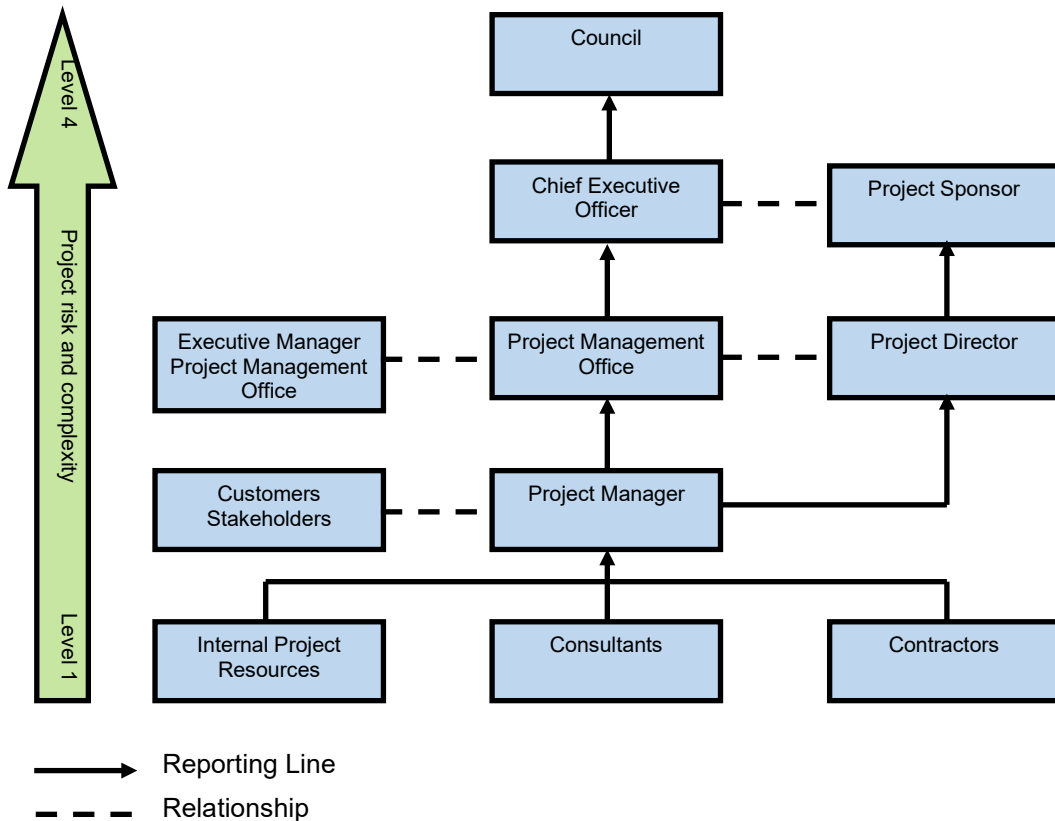 Level 4
Project risk and complexity
Level 1
Council
Chief Executive
Officer
Project Sponsor
Executive Manager
Project Management
Office
Project Management
Office
Project Director
Customers
Stakeholders
Project Manager
Internal Project
Resources
Consultants
Contractors
Reporting Line
Relationship